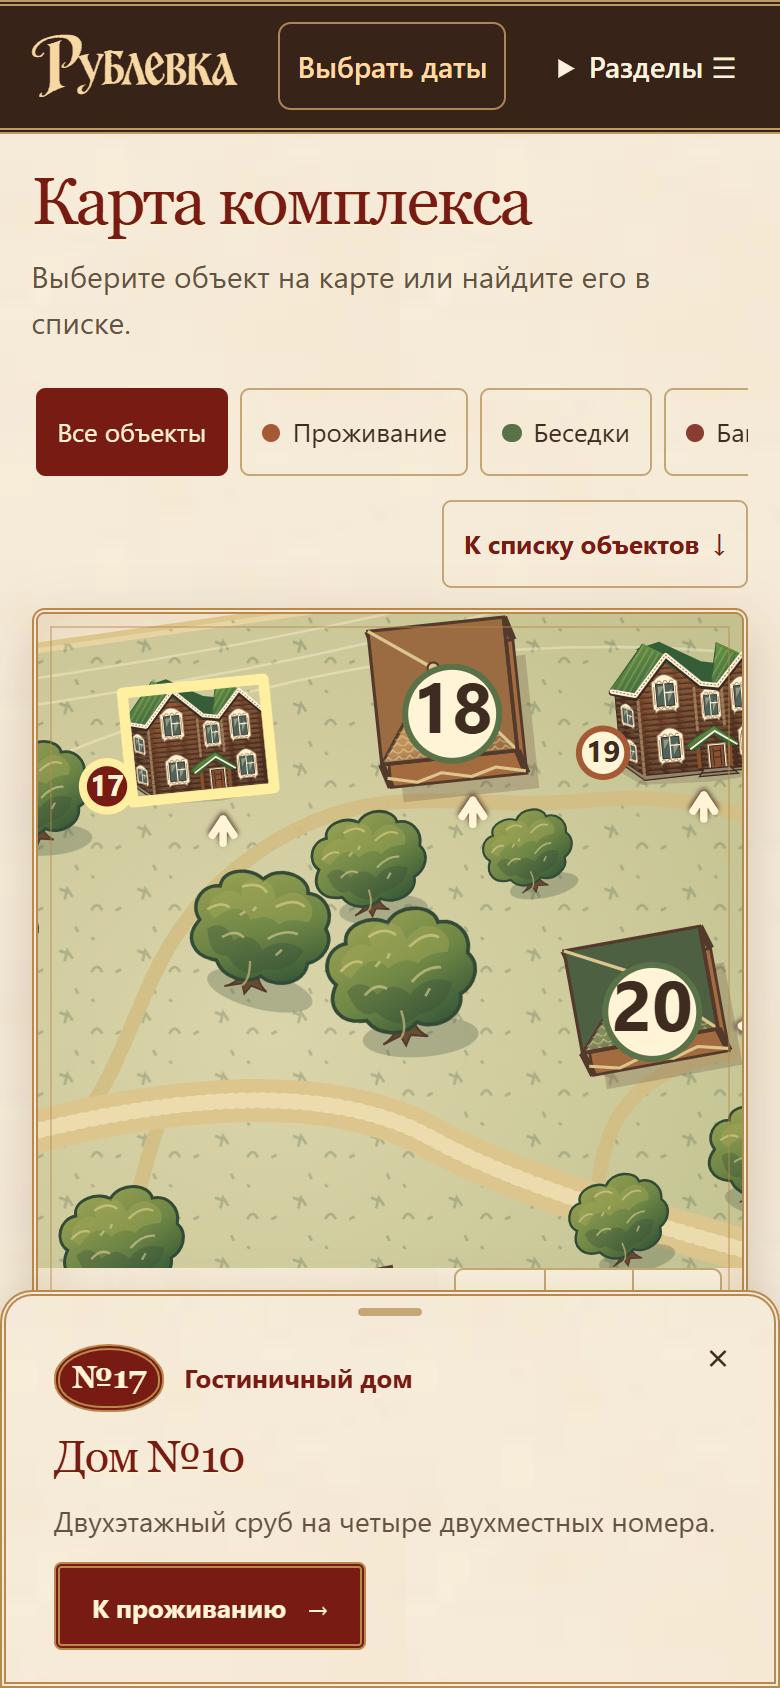 Рублевка
Выбрать даты
Разделы
Карта комплекса
Выберите объект на карте или найдите его в
списке.
Все объекты
Проживание
Беседки
Ба
К списку объектов ↓
18
19
17
20
№17
Гостиничный дом
×
Дом №10
Двухэтажный сруб на четыре двухместных номера.
К проживанию →